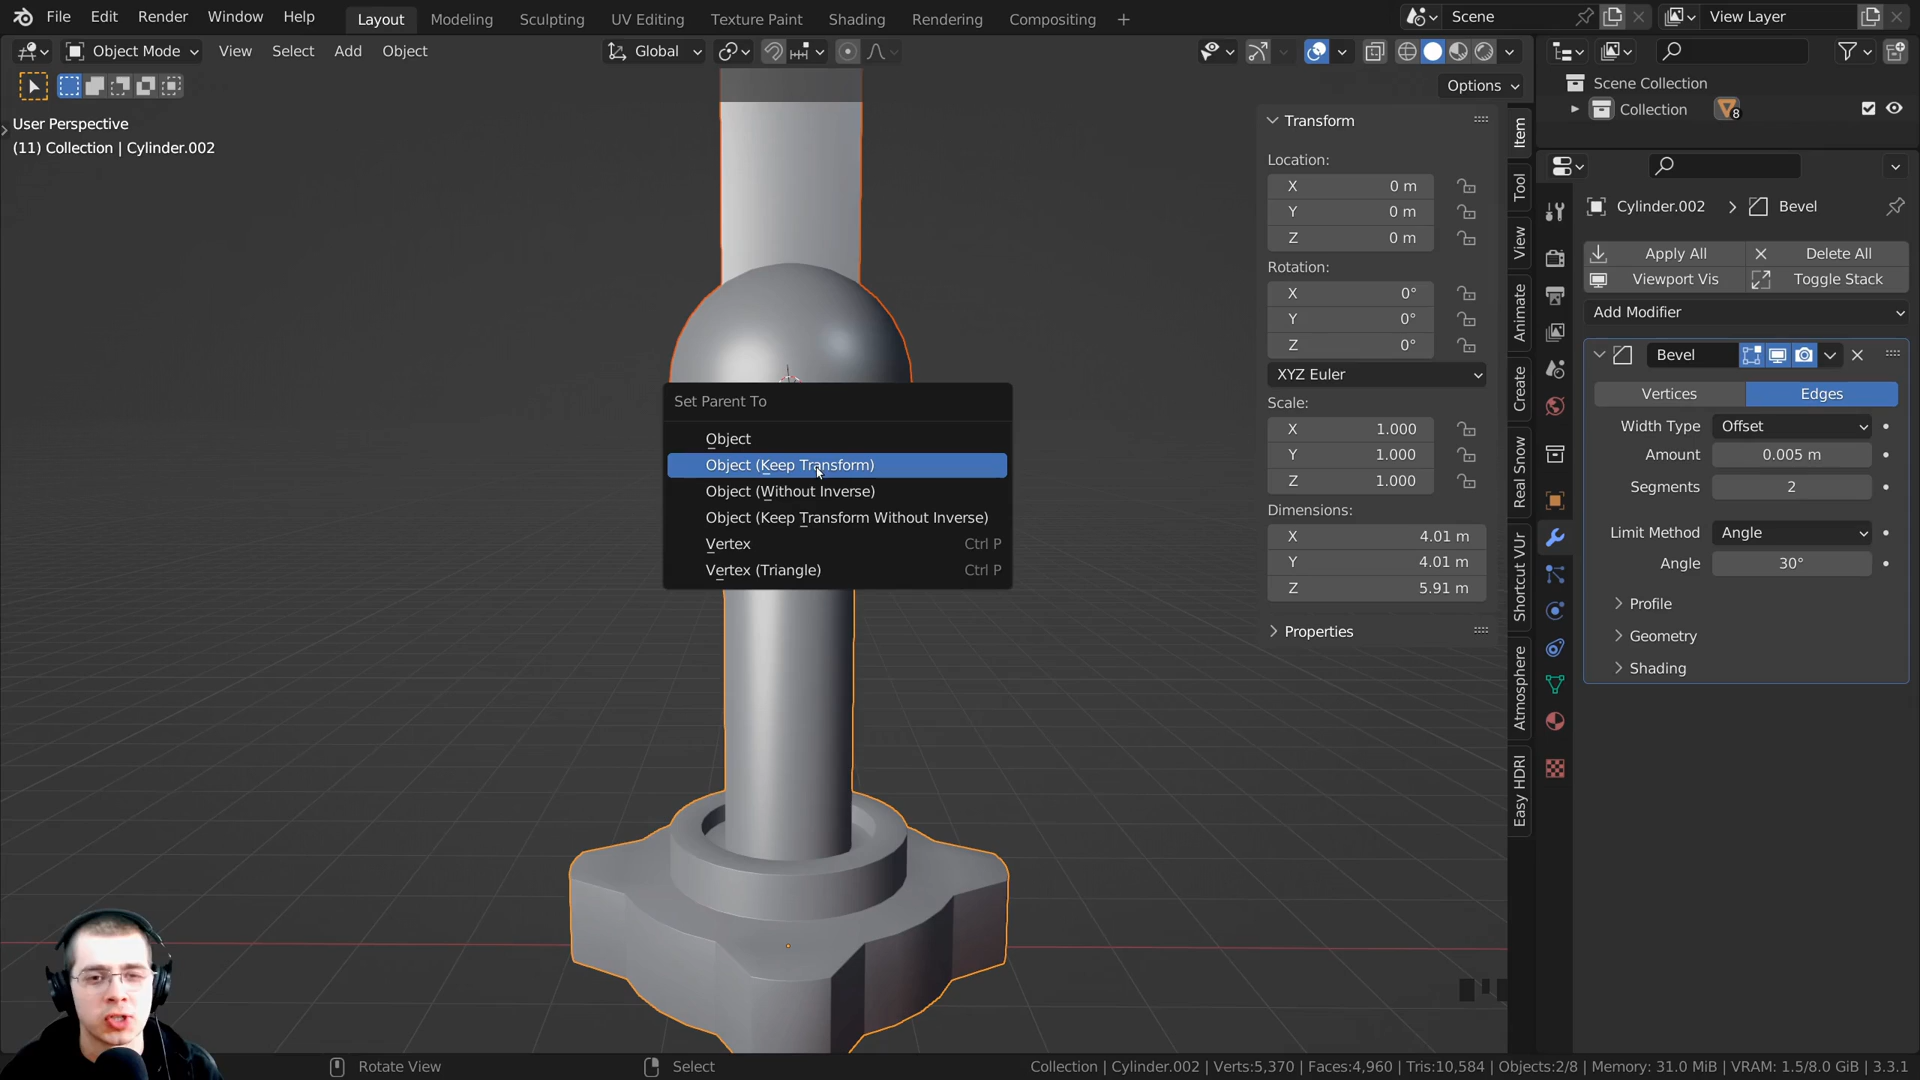 File Edit Render Window Help
Layout Modeling Sculpting UV Editing Texture Paint Shading Rendering Compositing +
Scene
View Layer
Object Mode View Select Add Object
Global
Options
User Perspective
(11) Collection | Cylinder.002
Transform
Location:
X 0 m
Y 0 m
Z 0 m
Rotation:
X 0°
Y 0°
Z 0°
XYZ Euler
Scale:
X 1.000
Y 1.000
Z 1.000
Dimensions:
X 4.01 m
Y 4.01 m
Z 5.91 m
Properties
Item
Tool
View
Animate
Create
Real Snow
Shortcut VUr
Atmosphere
Easy HDRI
Set Parent To
Object
Object (Keep Transform)
Object (Without Inverse)
Object (Keep Transform Without Inverse)
Vertex Ctrl P
Vertex (Triangle) Ctrl P
Scene Collection
Collection 8
Cylinder.002 > Bevel
Apply All Delete All
Viewport Vis Toggle Stack
Add Modifier
Bevel
Vertices Edges
Width Type Offset
Amount 0.005 m
Segments 2
Limit Method Angle
Angle 30°
Profile
Geometry
Shading
Rotate View
Select
Collection | Cylinder.002 | Verts:5,370 | Faces:4,960 | Tris:10,584 | Objects:2/8 | Memory: 31.0 MiB | VRAM: 1.5/8.0 GiB | 3.3.1